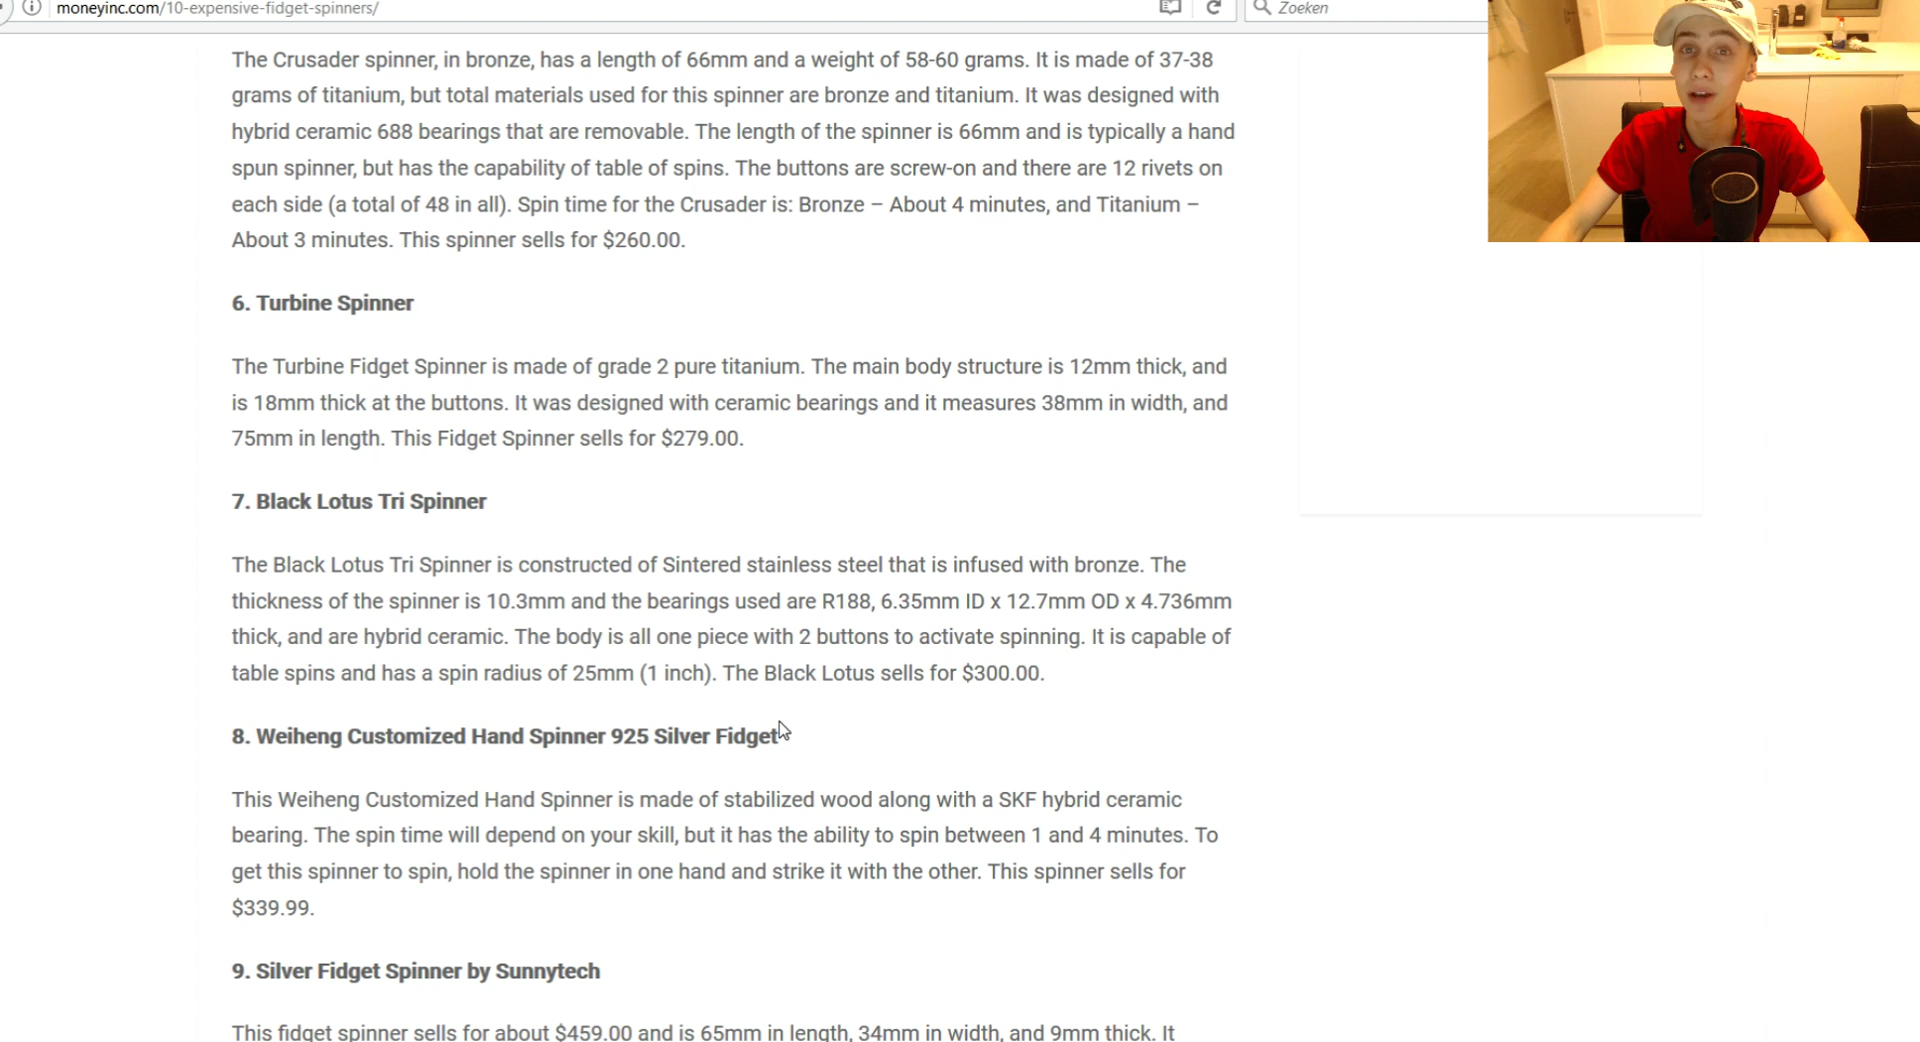 moneyinc.com/10-expensive-fidget-spinners/
Zoeken
The Crusader spinner, in bronze, has a length of 66mm and a weight of 58-60 grams. It is made of 37-38
grams of titanium, but total materials used for this spinner are bronze and titanium. It was designed with
hybrid ceramic 688 bearings that are removable. The length of the spinner is 66mm and is typically a hand
spun spinner, but has the capability of table of spins. The buttons are screw-on and there are 12 rivets on
each side (a total of 48 in all). Spin time for the Crusader is: Bronze – About 4 minutes, and Titanium –
About 3 minutes. This spinner sells for $260.00.
6. Turbine Spinner
The Turbine Fidget Spinner is made of grade 2 pure titanium. The main body structure is 12mm thick, and
is 18mm thick at the buttons. It was designed with ceramic bearings and it measures 38mm in width, and
75mm in length. This Fidget Spinner sells for $279.00.
7. Black Lotus Tri Spinner
The Black Lotus Tri Spinner is constructed of Sintered stainless steel that is infused with bronze. The
thickness of the spinner is 10.3mm and the bearings used are R188, 6.35mm ID x 12.7mm OD x 4.736mm
thick, and are hybrid ceramic. The body is all one piece with 2 buttons to activate spinning. It is capable of
table spins and has a spin radius of 25mm (1 inch). The Black Lotus sells for $300.00.
8. Weiheng Customized Hand Spinner 925 Silver Fidget
This Weiheng Customized Hand Spinner is made of stabilized wood along with a SKF hybrid ceramic
bearing. The spin time will depend on your skill, but it has the ability to spin between 1 and 4 minutes. To
get this spinner to spin, hold the spinner in one hand and strike it with the other. This spinner sells for
$339.99.
9. Silver Fidget Spinner by Sunnytech
This fidget spinner sells for about $459.00 and is 65mm in length, 34mm in width, and 9mm thick. It